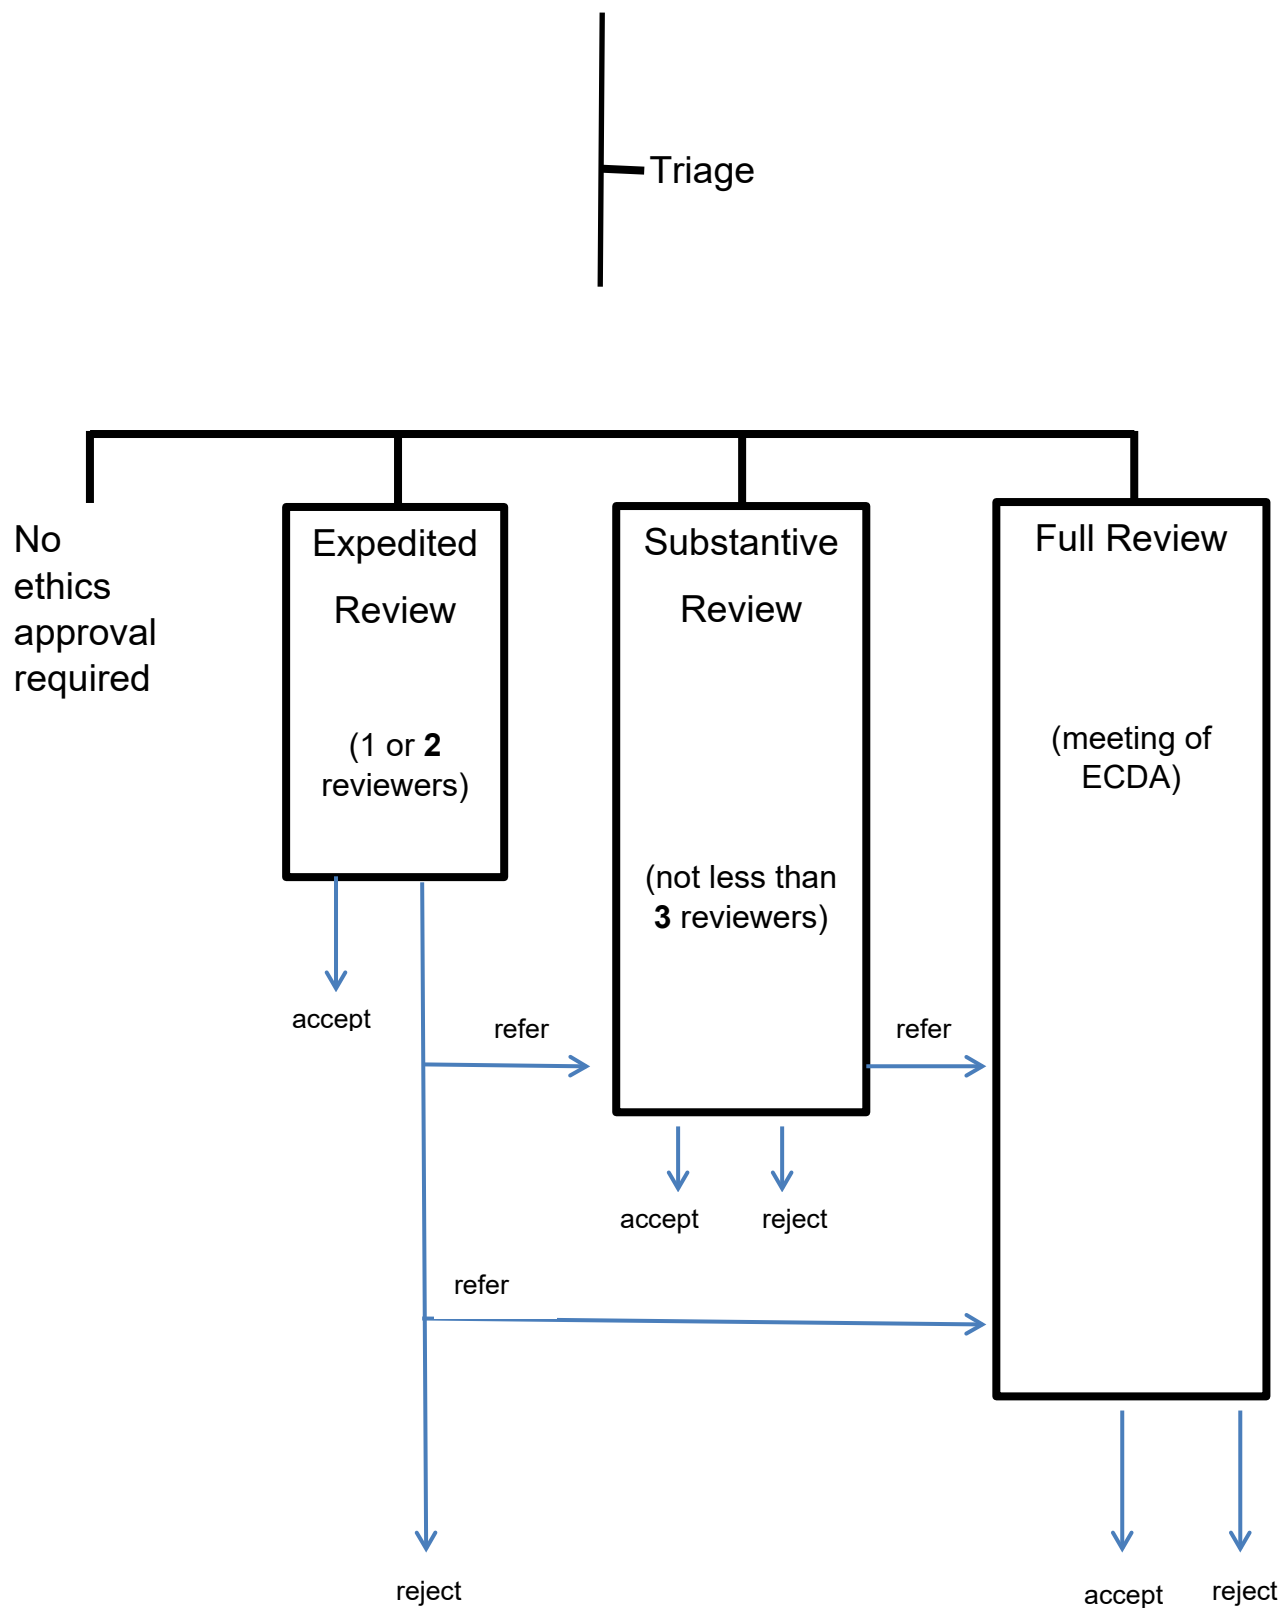 Triage
No
ethics
approval
required
Expedited
Review
(1 or 2
reviewers)
Substantive
Review
(not less than
3 reviewers)
Full Review
(meeting of
ECDA)
accept
refer
refer
accept
reject
refer
reject
accept
reject